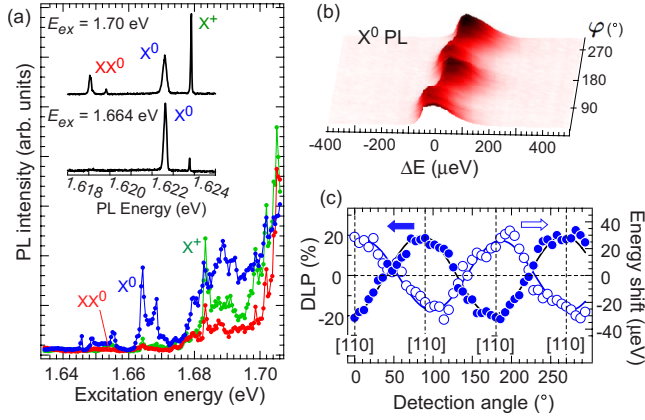 (a)
E_ex = 1.70 eV
X⁺
X⁰
XX⁰
E_ex = 1.664 eV
X⁰
1.618 1.620 1.622 1.624
PL Energy (eV)
PL intensity (arb. units)
X⁺
X⁰
XX⁰
1.64 1.66 1.68 1.70
Excitation energy (eV)
(b)
X⁰ PL
φ (°)
270
180
90
-400 -200 0 200 400
ΔE (μeV)
(c)
DLP (%)
20
0
-20
Energy shift (μeV)
40
20
0
-20
-40
[11̄0] [110] [11̄0] [110]
0 50 100 150 200 250
Detection angle (°)